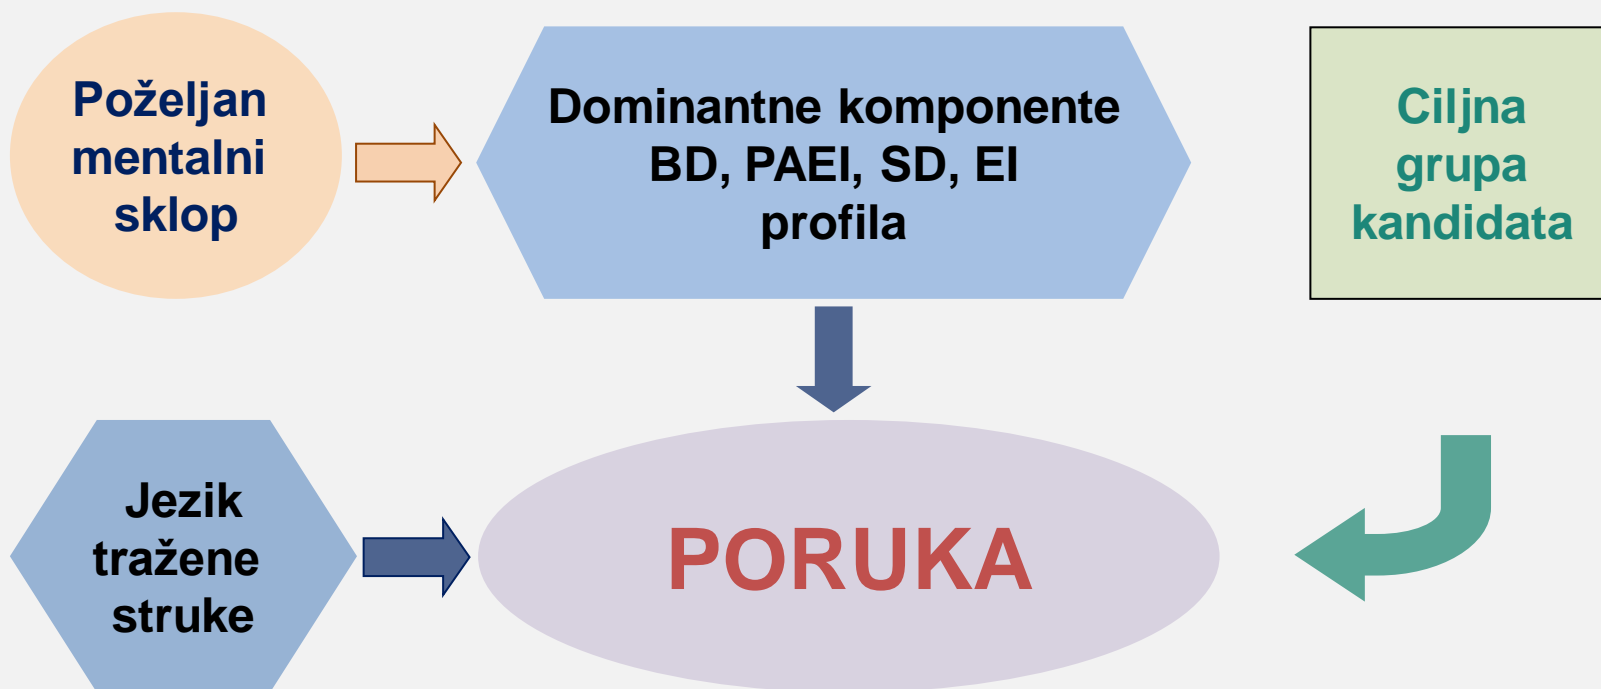 Poželjan
mentalni
sklop
Dominantne komponente
BD, PAEI, SD, EI
profila
Ciljna
grupa
kandidata
Jezik
tražene
struke
PORUKA